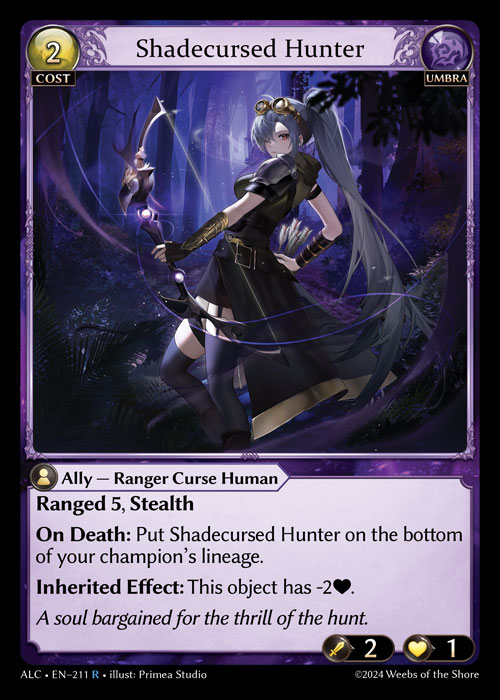 2
COST
Shadecursed Hunter
UMBRA
Ally — Ranger Curse Human
Ranged 5, Stealth
On Death: Put Shadecursed Hunter on the bottom
of your champion's lineage.
Inherited Effect: This object has -2♥.
A soul bargained for the thrill of the hunt.
2
1
ALC • EN–211 R • illust: Primea Studio
©2024 Weebs of the Shore